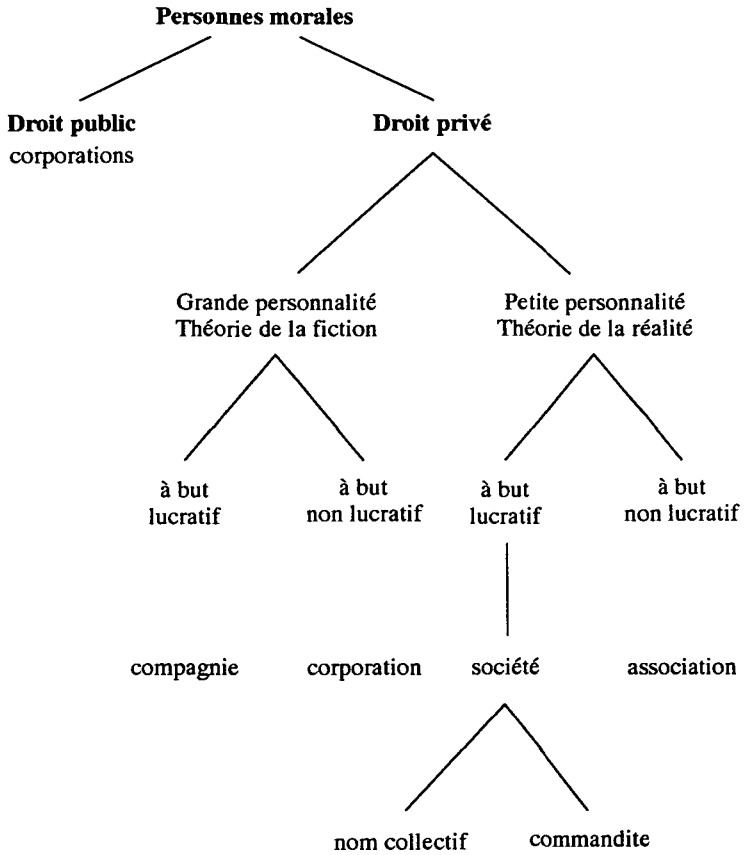 Personnes morales
Droit public
corporations
Droit privé
Grande personnalité
Théorie de la fiction
Petite personnalité
Théorie de la réalité
à but
lucratif
à but
non lucratif
à but
lucratif
à but
non lucratif
compagnie
corporation
société
association
nom collectif
commandite